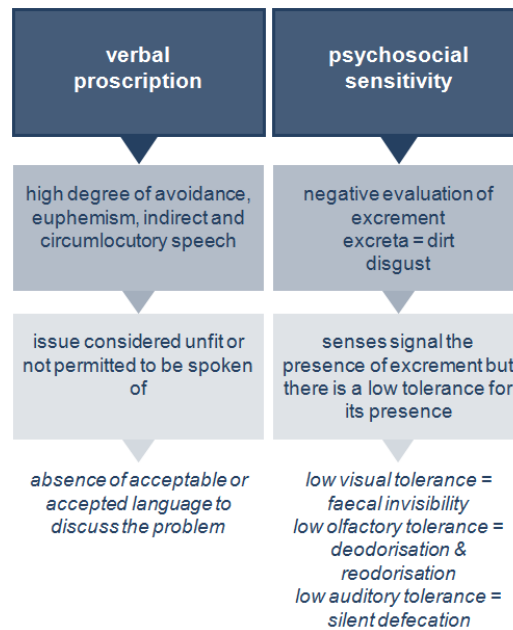 verbal
proscription
high degree of avoidance,
euphemism, indirect and
circumlocutory speech
issue considered unfit or
not permitted to be spoken
of
absence of acceptable or
accepted language to
discuss the problem
psychosocial
sensitivity
negative evaluation of
excrement
excreta = dirt
disgust
senses signal the
presence of excrement but
there is a low tolerance for
its presence
low visual tolerance =
faecal invisibility
low olfactory tolerance =
deodorisation &
reodorisation
low auditory tolerance =
silent defecation